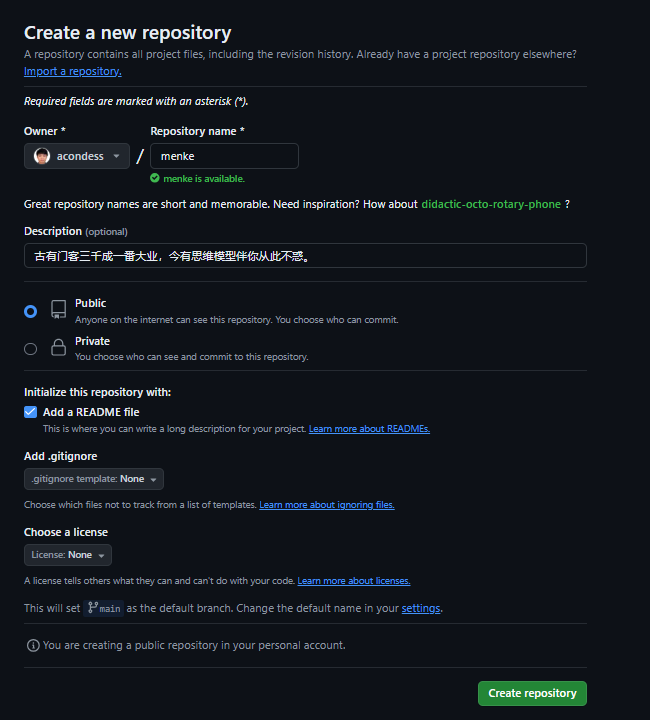 Create a new repository
A repository contains all project files, including the revision history. Already have a project repository elsewhere?
Import a repository.
Required fields are marked with an asterisk (*).
Owner * Repository name *
acondess / menke
menke is available.
Great repository names are short and memorable. Need inspiration? How about didactic-octo-rotary-phone ?
Description (optional)
古有门客三千成一番大业，今有思维模型伴你从此不惑。
Public
Anyone on the internet can see this repository. You choose who can commit.
Private
You choose who can see and commit to this repository.
Initialize this repository with:
Add a README file
This is where you can write a long description for your project. Learn more about READMEs.
Add .gitignore
.gitignore template: None
Choose which files not to track from a list of templates. Learn more about ignoring files.
Choose a license
License: None
A license tells others what they can and can't do with your code. Learn more about licenses.
This will set main as the default branch. Change the default name in your settings.
You are creating a public repository in your personal account.
Create repository